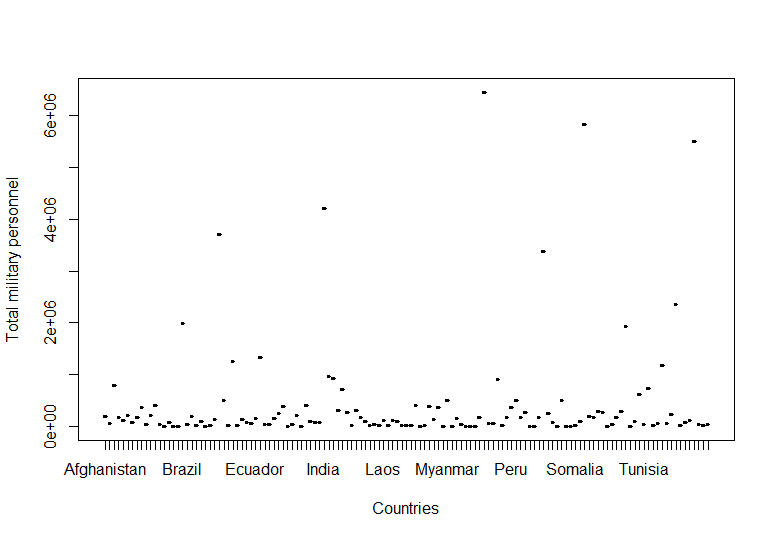 6e+06
4e+06
2e+06
0e+00
Total military personnel
Afghanistan Brazil Ecuador India Laos Myanmar Peru Somalia Tunisia
Countries